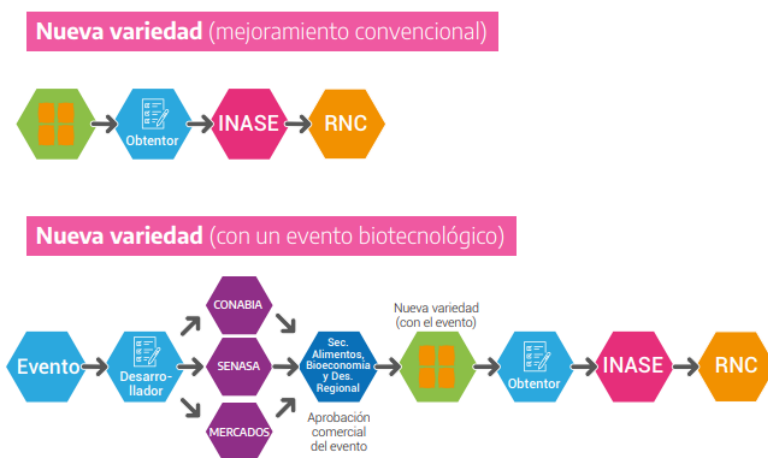 Nueva variedad (mejoramiento convencional)
Obtentor
INASE
RNC
Nueva variedad (con un evento biotecnológico)
Evento
Desarro-
llador
CONABIA
SENASA
MERCADOS
Sec.
Alimentos,
Bioeconomía
y Des.
Regional
Aprobación
comercial
del evento
Nueva variedad
(con el evento)
Obtentor
INASE
RNC